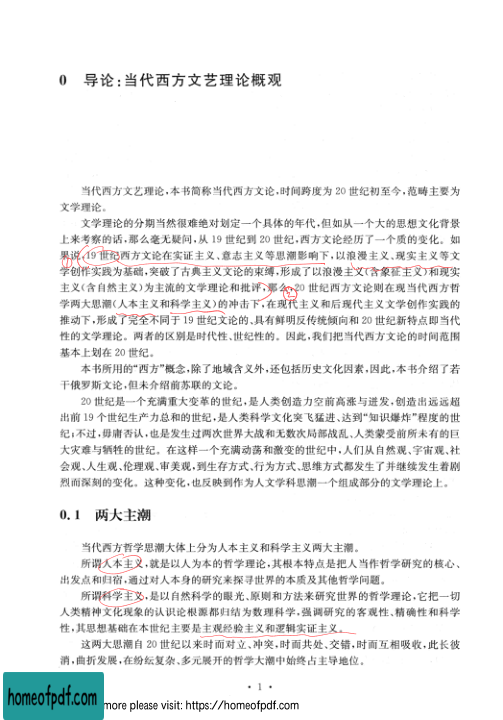 0 导论:当代西方文艺理论概观
当代西方文艺理论,本书简称当代西方文论,时间跨度为 20 世纪初至今,范畴主要为
文学理论。
文学理论的分期当然很难绝对划定一个具体的年代,但如从一个大的思想文化背景
上来考察的话,那么毫无疑问,从 19 世纪到 20 世纪,西方文论经历了一个质的变化。如
果说,19 世纪西方文论在实证主义、意志主义等思潮影响下,以浪漫主义、现实主义等文
学创作实践为基础,突破了古典主义文论的束缚,形成了以浪漫主义(含象征主义)和现实
主义(含自然主义)为主流的文学理论和批评,那么,20 世纪西方文论则在现当代西方哲
学两大思潮(人本主义和科学主义)的冲击下,在现代主义和后现代主义文学创作实践的
推动下,形成了完全不同于 19 世纪文论的、具有鲜明反传统倾向和 20 世纪新特点即当代
性的文学理论。两者的区别是时代性、世纪性的。因此,我们把当代西方文论的时间范围
基本上划在 20 世纪。
本书所用的“西方”概念,除了地域含义外,还包括历史文化因素,因此,本书介绍了若
干俄罗斯文论,但未介绍前苏联的文论。
20 世纪是一个充满重大变革的世纪,是人类创造力空前高涨与迸发,创造出远远超
出前 19 个世纪生产力总和的世纪,是人类科学文化突飞猛进、达到“知识爆炸”程度的世
纪;不过,毋庸否认,也是发生过两次世界大战和无数次局部战乱、人类蒙受前所未有的巨
大灾难与牺牲的世纪。在这样一个充满动荡和激变的世纪中,人们从自然观、宇宙观、社
会观、人生观、伦理观、审美观,到生存方式、行为方式、思维方式都发生了并继续发生着剧
烈而深刻的变化。这种变化,也反映到作为人文学科思潮一个组成部分的文学理论上。
0.1 两大主潮
当代西方哲学思潮大体上分为人本主义和科学主义两大主潮。
所谓人本主义,就是以人为本的哲学理论,其根本特点是把人当作哲学研究的核心、
出发点和归宿,通过对人本身的研究来探寻世界的本质及其他哲学问题。
所谓科学主义,是以自然科学的眼光、原则和方法来研究世界的哲学理论,它把一切
人类精神文化现象的认识论根源都归结为数理科学,强调研究的客观性、精确性和科学
性,其思想基础在本世纪主要是主观经验主义和逻辑实证主义。
这两大思潮自 20 世纪以来时而对立、冲突,时而共处、交错,时而互相吸收,此长彼
消,曲折发展,在纷纭复杂、多元展开的哲学大潮中始终占主导地位。
· 1 ·
homeofpdf.com
more please visit: https://homeofpdf.com